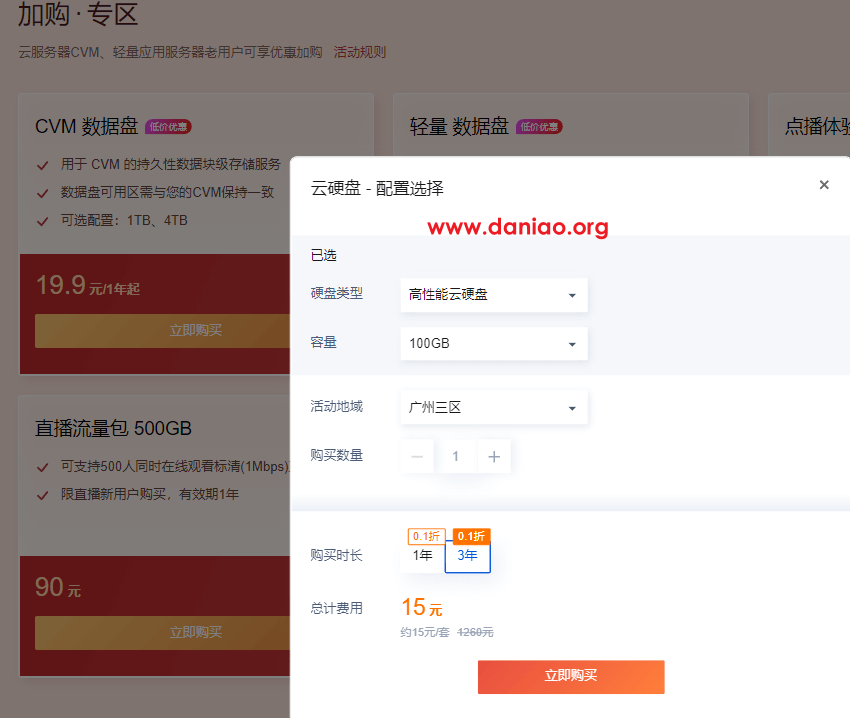 加购 · 专区
云服务器CVM、轻量应用服务器老用户可享优惠加购 活动规则
CVM 数据盘 低价优惠
用于 CVM 的持久性数据块级存储服务
数据盘可用区需与您的CVM保持一致
可选配置：1TB、4TB
19.9 元/1年起
立即购买
轻量 数据盘 低价优惠
点播体验
直播流量包 500GB
可支持500人同时在线观看标清(1Mbps)
限直播新用户购买，有效期1年
90 元
立即购买
云硬盘 - 配置选择
www.daniao.org
已选
硬盘类型 高性能云硬盘
容量 100GB
活动地域 广州三区
购买数量 － 1 ＋
0.1折 0.1折
购买时长 1年 3年
总计费用 15 元
约15元/套 1260元
立即购买